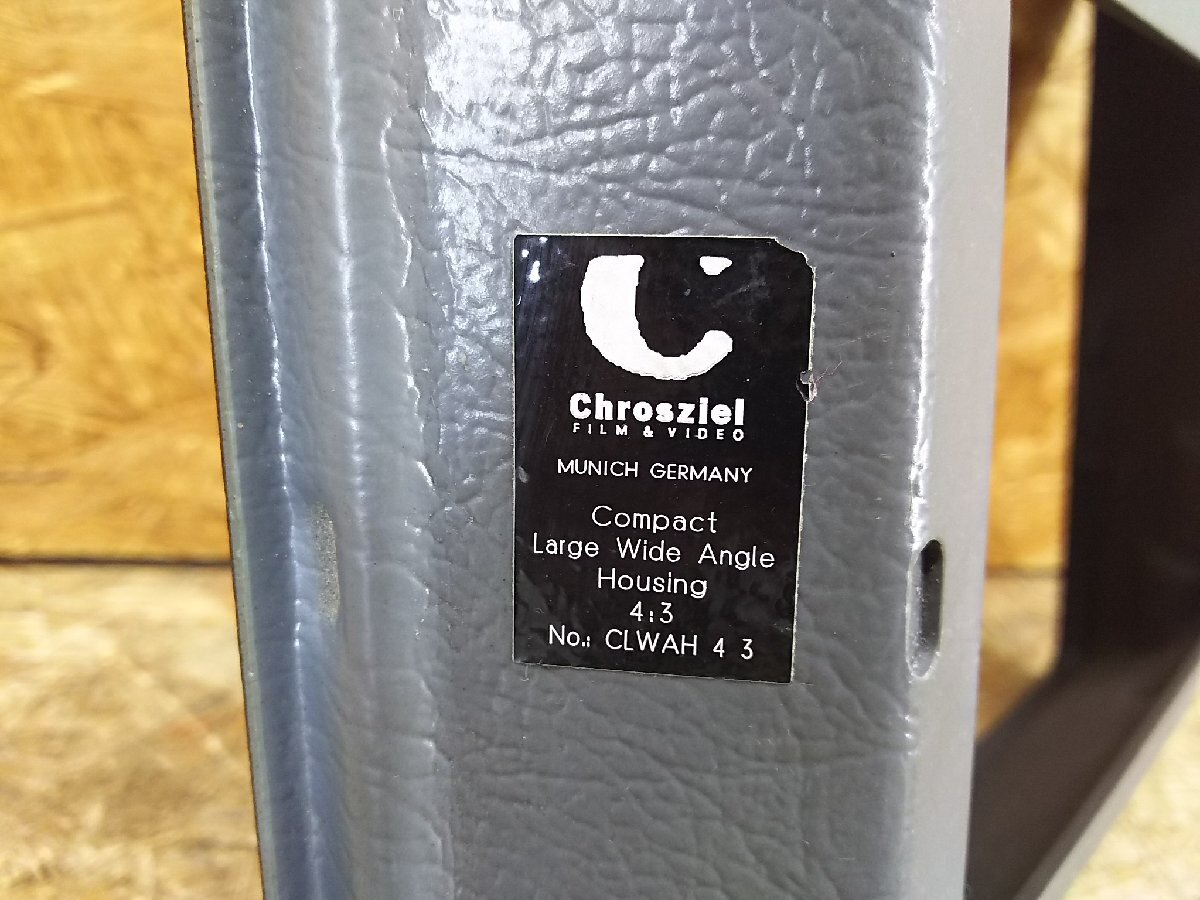 Chrosziel
FILM & VIDEO
MUNICH GERMANY
Compact
Large Wide Angle
Housing
4:3
No.: CLWAH 4 3